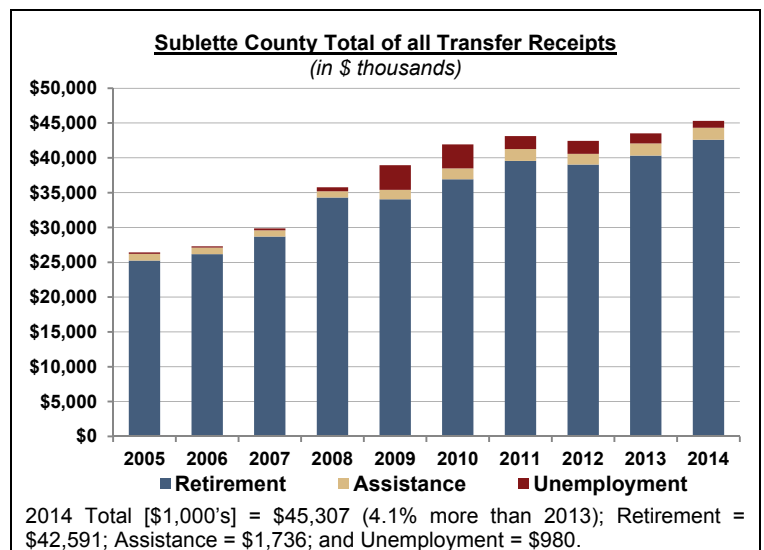 Sublette County Total of all Transfer Receipts
(in $ thousands)
$50,000
$45,000
$40,000
$35,000
$30,000
$25,000
$20,000
$15,000
$10,000
$5,000
$0
2005 2006 2007 2008 2009 2010 2011 2012 2013 2014
Retirement Assistance Unemployment
2014 Total [$1,000's] = $45,307 (4.1% more than 2013); Retirement =
$42,591; Assistance = $1,736; and Unemployment = $980.